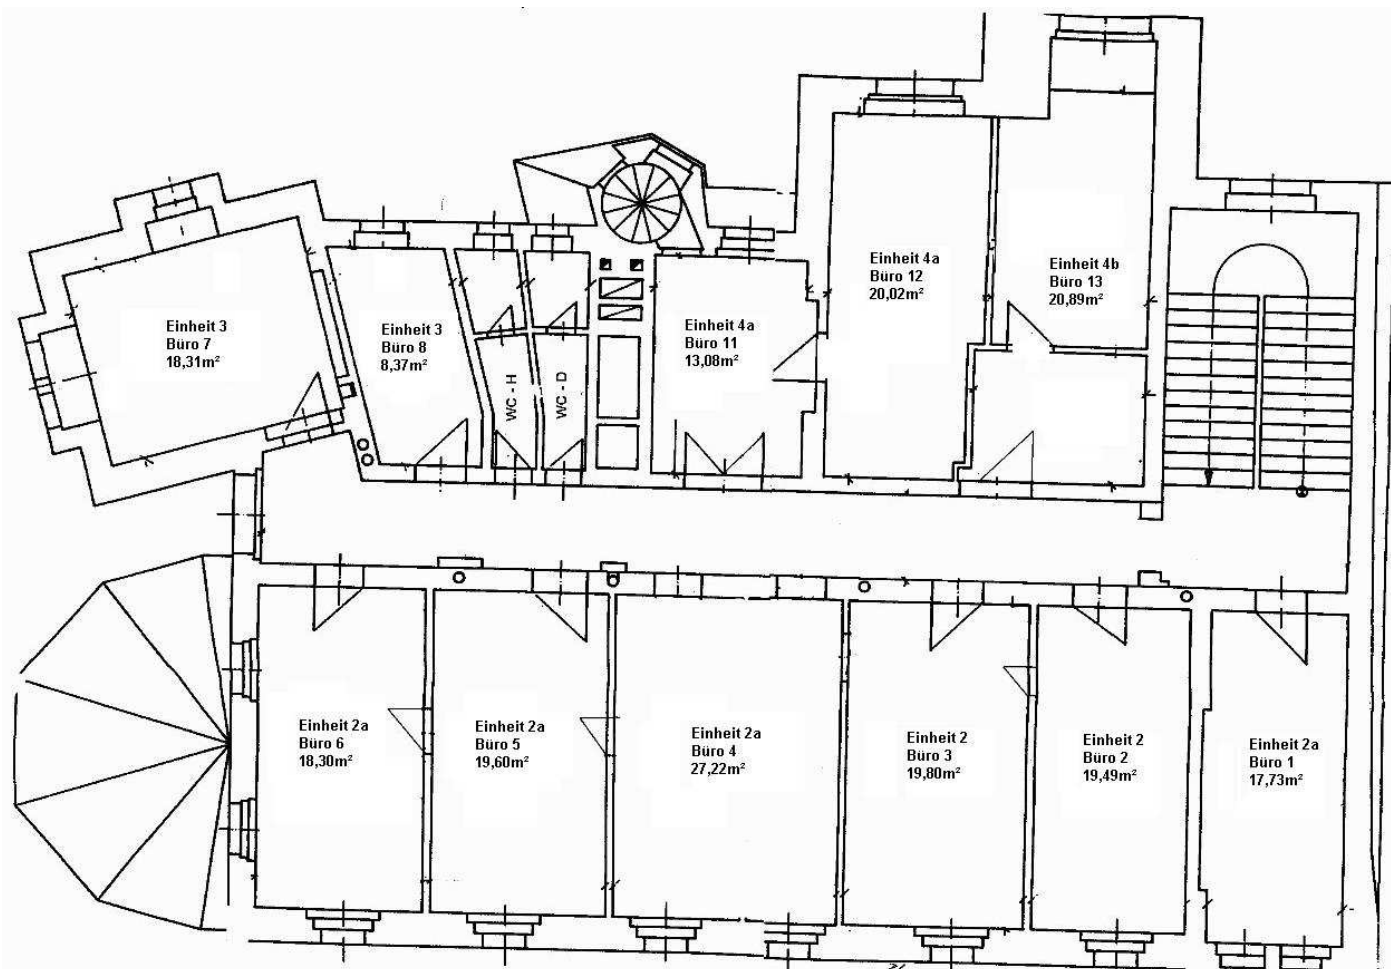 Einheit 4a
Büro 12
20,02m²
Einheit 4b
Büro 13
20,89m²
Einheit 3
Büro 7
18,31m²
Einheit 3
Büro 8
8,37m²
WC - H
WC - D
Einheit 4a
Büro 11
13,08m²
Einheit 2a
Büro 6
18,30m²
Einheit 2a
Büro 5
19,60m²
Einheit 2a
Büro 4
27,22m²
Einheit 2
Büro 3
19,80m²
Einheit 2
Büro 2
19,49m²
Einheit 2a
Büro 1
17,73m²